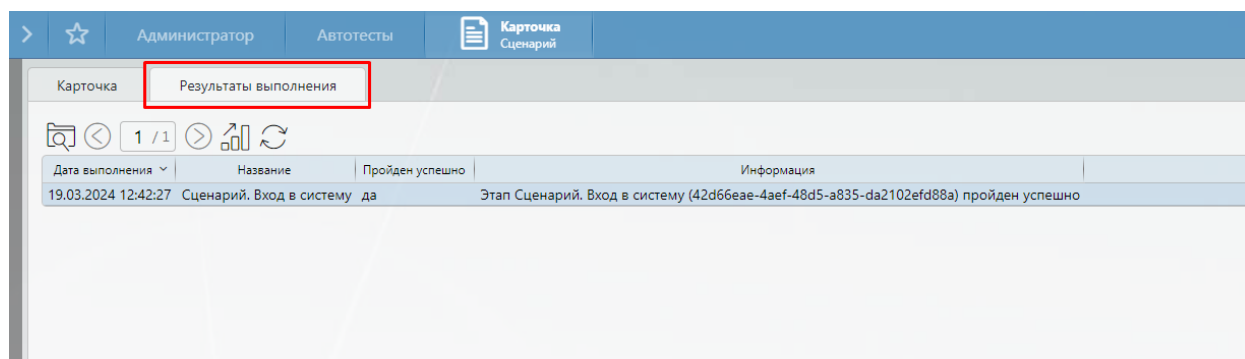 Администратор
Автотесты
Карточка
Сценарий
Карточка
Результаты выполнения
1 /1
Дата выполнения Название Пройден успешно Информация
19.03.2024 12:42:27 Сценарий. Вход в систему да Этап Сценарий. Вход в систему (42d66eae-4aef-48d5-a835-da2102efd88a) пройден успешно